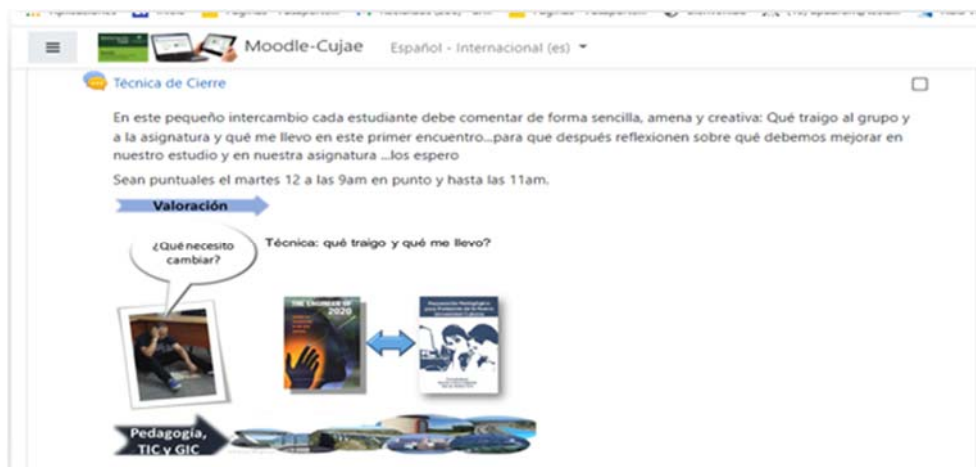 Moodle-Cujae Español - Internacional (es)
Técnica de Cierre
En este pequeño intercambio cada estudiante debe comentar de forma sencilla, amena y creativa: Qué traigo al grupo y
a la asignatura y qué me llevo en este primer encuentro...para que después reflexionen sobre qué debemos mejorar en
nuestro estudio y en nuestra asignatura ...los espero
Sean puntuales el martes 12 a las 9am en punto y hasta las 11am.
Valoración
¿Qué necesito
cambiar?
Técnica: qué traigo y qué me llevo?
THE ENGINEER OF
2020
Pedagogía,
TIC y GIC